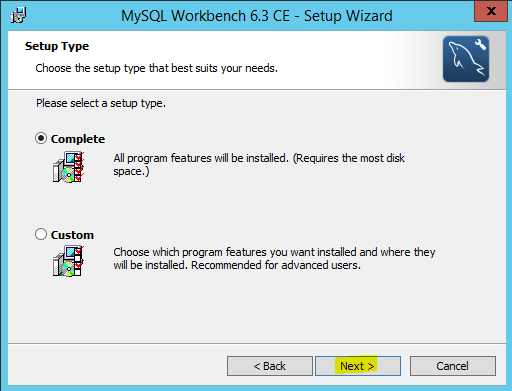 MySQL Workbench 6.3 CE - Setup Wizard
x
Setup Type
Choose the setup type that best suits your needs.
Please select a setup type.
Complete
All program features will be installed. (Requires the most disk
space.)
Custom
Choose which program features you want installed and where they
will be installed. Recommended for advanced users.
< Back
Next >
Cancel